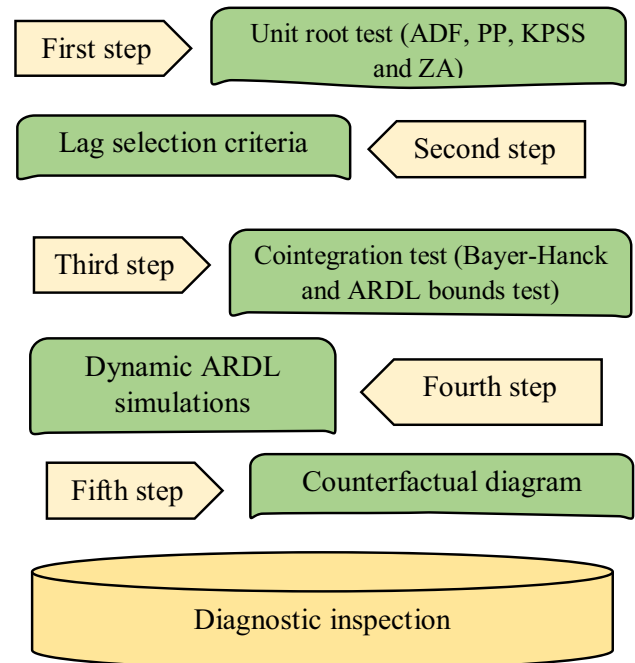 First step
Unit root test (ADF, PP, KPSS
and ZA)
Lag selection criteria
Second step
Third step
Cointegration test (Bayer-Hanck
and ARDL bounds test)
Dynamic ARDL
simulations
Fourth step
Fifth step
Counterfactual diagram
Diagnostic inspection